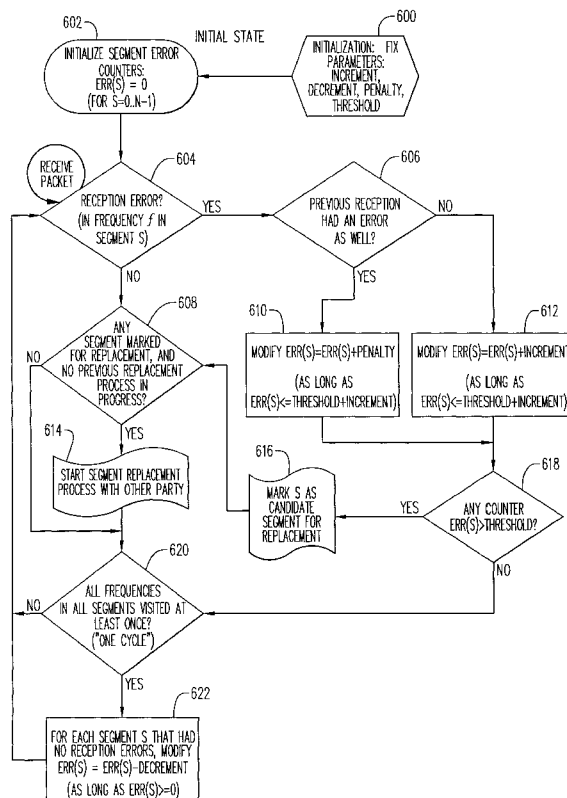 602
INITIAL STATE
600
INITIALIZE SEGMENT ERROR
COUNTERS:
ERR(S) = 0
(FOR S=0..N-1)
INITIALIZATION: FIX
PARAMETERS:
INCREMENT,
DECREMENT, PENALTY,
THRESHOLD
RECEIVE
PACKET
604
RECEPTION ERROR?
(IN FREQUENCY f IN
SEGMENT S)
YES
NO
606
PREVIOUS RECEPTION
HAD AN ERROR
AS WELL?
NO
YES
608
ANY
SEGMENT MARKED
FOR REPLACEMENT, AND
NO PREVIOUS REPLACEMENT
PROCESS IN
PROGRESS?
NO
YES
610
MODIFY ERR(S)=ERR(S)+PENALTY
(AS LONG AS
ERR(S)<=THRESHOLD+INCREMENT)
612
MODIFY ERR(S)=ERR(S)+INCREMENT
(AS LONG AS
ERR(S)<=THRESHOLD+INCREMENT)
614
START SEGMENT REPLACEMENT
PROCESS WITH OTHER PARTY
616
MARK S AS
CANDIDATE
SEGMENT FOR
REPLACEMENT
YES
618
ANY COUNTER
ERR(S)>THRESHOLD?
NO
620
ALL FREQUENCIES
IN ALL SEGMENTS VISITED AT
LEAST ONCE?
("ONE CYCLE")
NO
YES
622
FOR EACH SEGMENT S THAT HAD
NO RECEPTION ERRORS, MODIFY
ERR(S) = ERR(S)-DECREMENT
(AS LONG AS ERR(S)>=0)